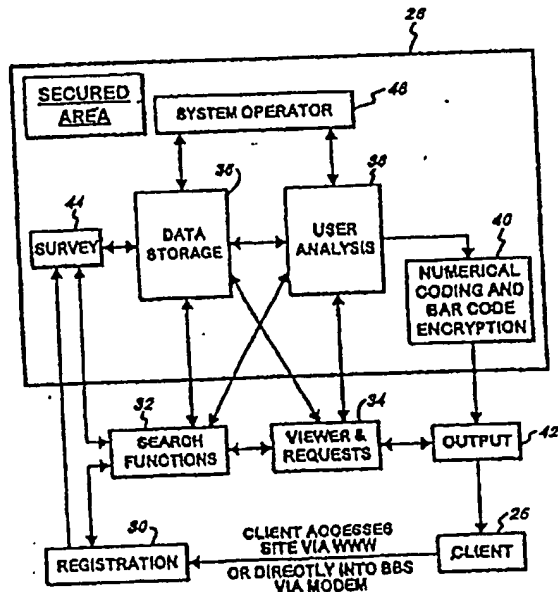 26
SECURED
AREA
SYSTEM OPERATOR
48
36
38
44
SURVEY
DATA
STORAGE
USER
ANALYSIS
40
NUMERICAL
CODING AND
BAR CODE
ENCRYPTION
32
SEARCH
FUNCTIONS
34
VIEWER &
REQUESTS
OUTPUT
42
30
REGISTRATION
CLIENT ACCESSES
SITE VIA WWW
OR DIRECTLY INTO BBS
VIA MODEM
26
CLIENT